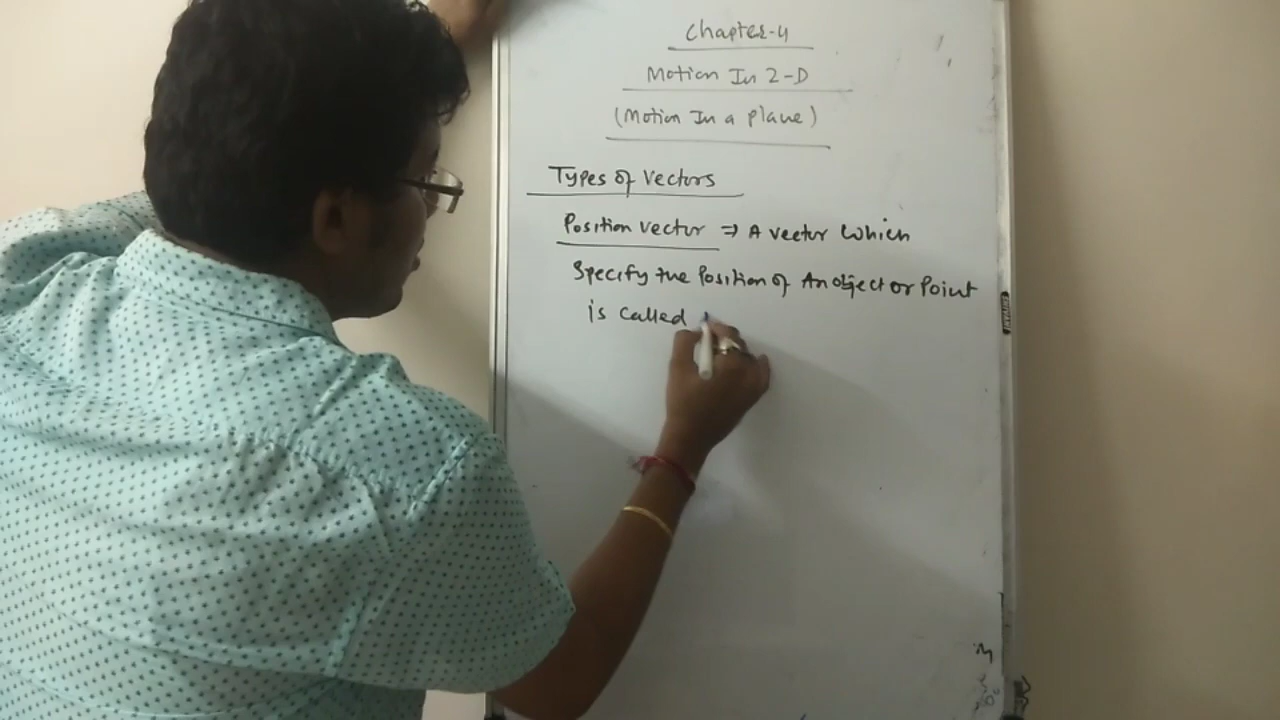 Chapter-4
Motion In 2-D
(Motion In a plane)
Types of Vectors
Position vector ⇒ A vector which
Specify the Position of An object or Point
is called